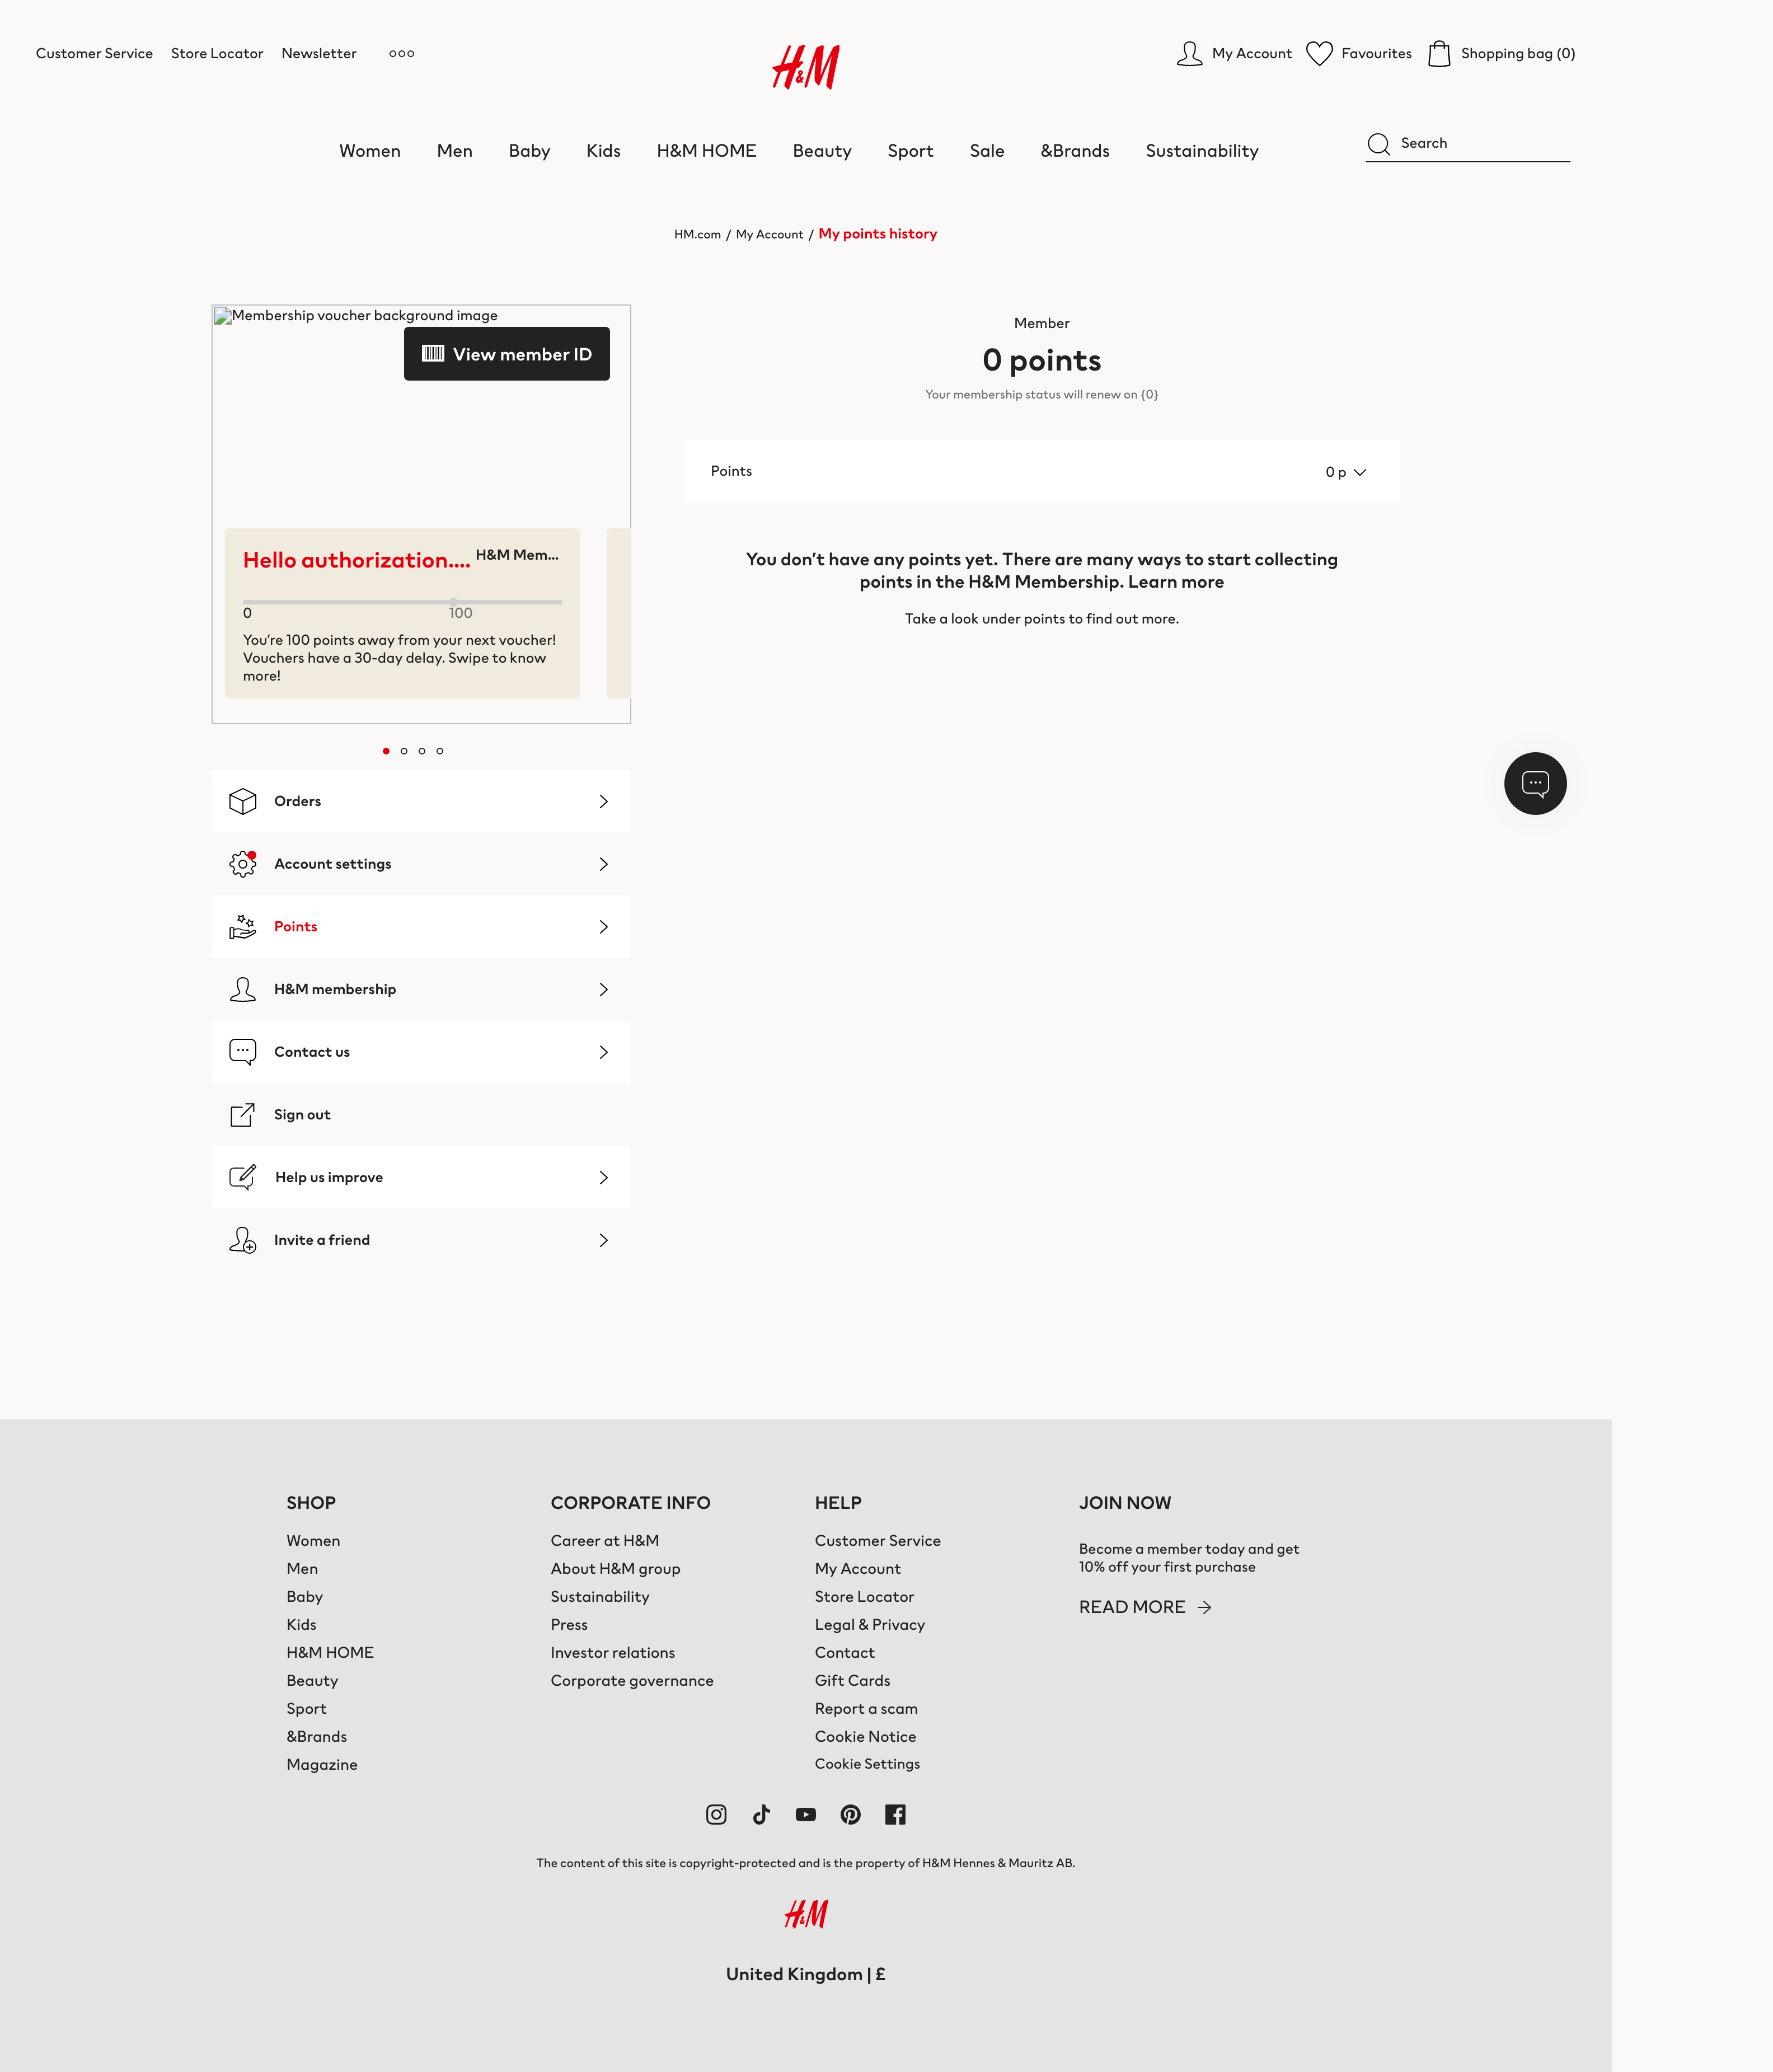 Customer Service Store Locator Newsletter
H&M
My Account Favourites Shopping bag (0)
Women Men Baby Kids H&M HOME Beauty Sport Sale &Brands Sustainability
Search
HM.com / My Account / My points history
Membership voucher background image
View member ID
Hello authorization.... H&M Mem...
0 100
You're 100 points away from your next voucher!
Vouchers have a 30-day delay. Swipe to know
more!
Orders
Account settings
Points
H&M membership
Contact us
Sign out
Help us improve
Invite a friend
Member
0 points
Your membership status will renew on {0}
Points 0 p
You don't have any points yet. There are many ways to start collecting
points in the H&M Membership. Learn more
Take a look under points to find out more.
SHOP
Women
Men
Baby
Kids
H&M HOME
Beauty
Sport
&Brands
Magazine
CORPORATE INFO
Career at H&M
About H&M group
Sustainability
Press
Investor relations
Corporate governance
HELP
Customer Service
My Account
Store Locator
Legal & Privacy
Contact
Gift Cards
Report a scam
Cookie Notice
Cookie Settings
JOIN NOW
Become a member today and get
10% off your first purchase
READ MORE
The content of this site is copyright-protected and is the property of H&M Hennes & Mauritz AB.
H&M
United Kingdom | £